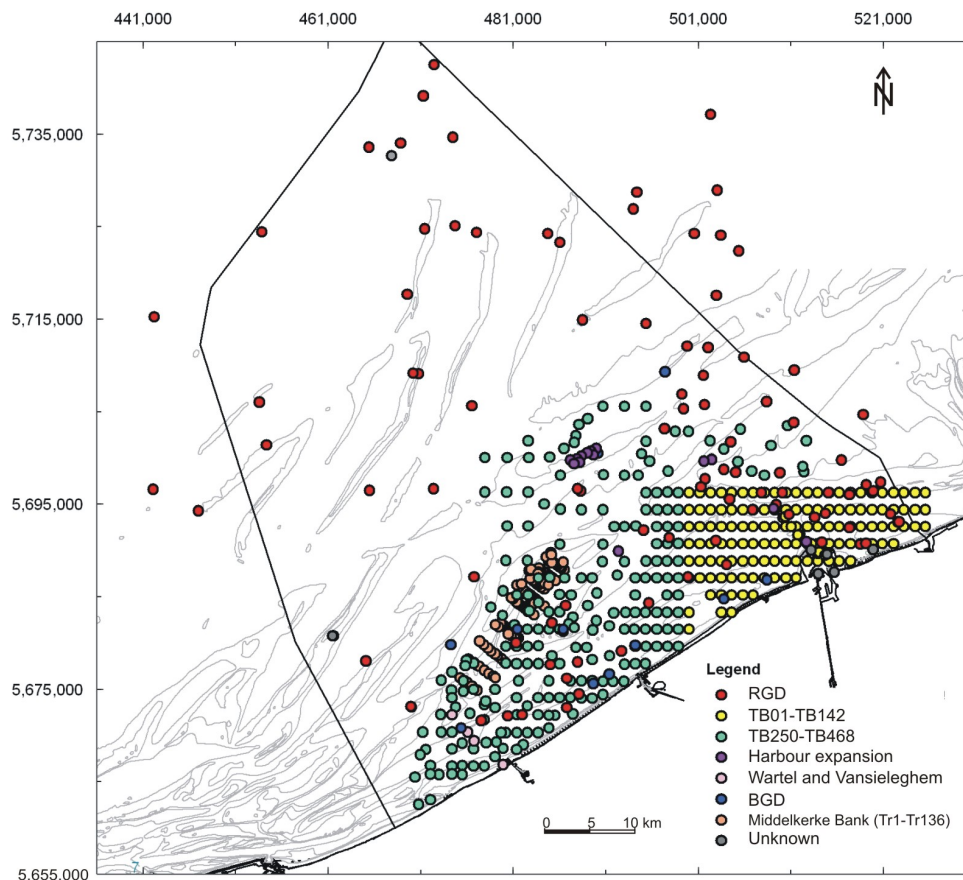 441,000 461,000 481,000 501,000 521,000
N
5,735,000
5,715,000
5,695,000
5,675,000
5,655,000
Legend
RGD
TB01-TB142
TB250-TB468
Harbour expansion
Wartel and Vansieleghem
BGD
Middelkerke Bank (Tr1-Tr136)
Unknown
0 5 10 km
7